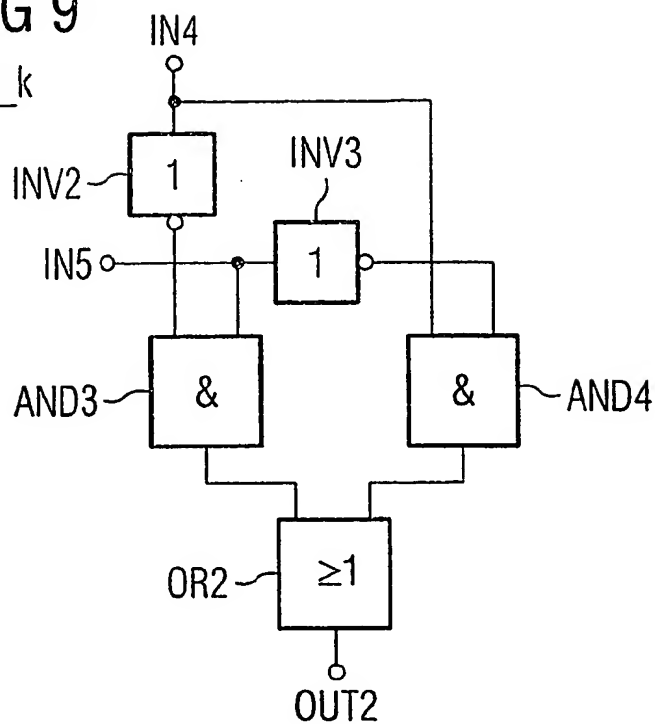 G 9
_k
IN4
INV2
1
INV3
IN5
1
AND3
&
&
AND4
OR2
≥1
OUT2